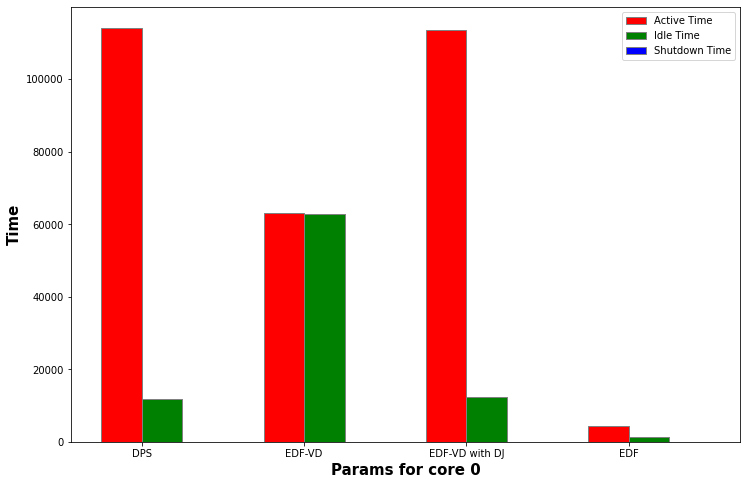 Active Time
Idle Time
Shutdown Time
100000
80000
60000
40000
20000
0
Time
DPS
EDF-VD
EDF-VD with DJ
EDF
Params for core 0